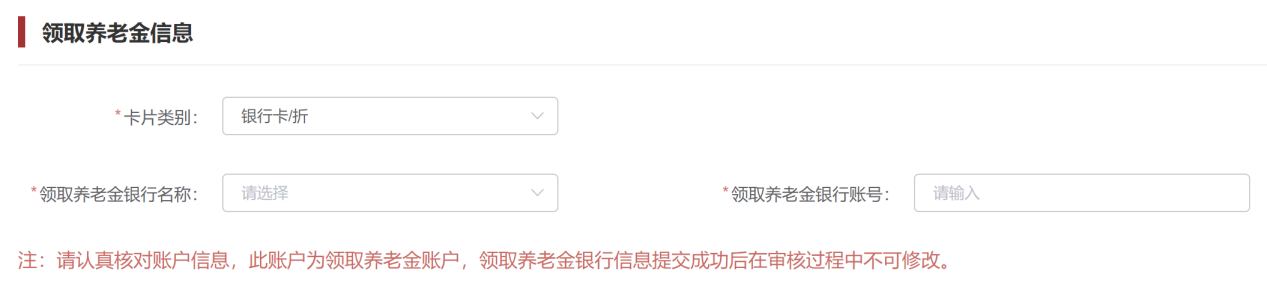 领取养老金信息
*卡片类别： 银行卡/折
*领取养老金银行名称： 请选择 *领取养老金银行账号： 请输入
注：请认真核对账户信息，此账户为领取养老金账户，领取养老金银行信息提交成功后在审核过程中不可修改。